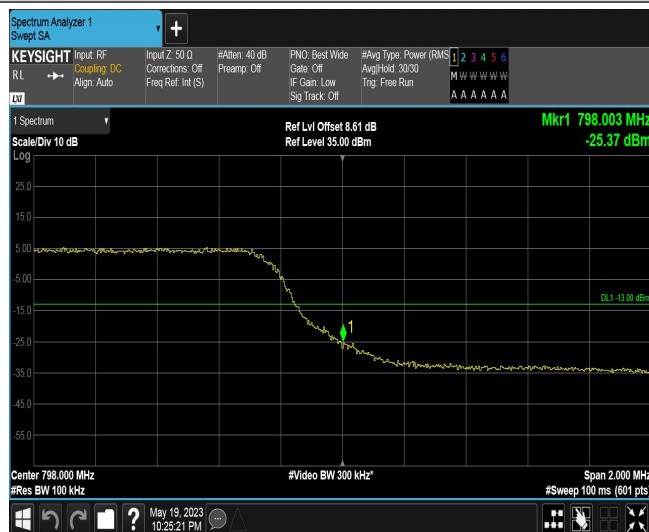 Spectrum Analyzer 1
Swept SA
KEYSIGHT Input: RF Input Z: 50 Ω #Atten: 40 dB PNO: Best Wide #Avg Type: Power (RMS 1 2 3 4 5 6
RL Coupling: DC Corrections: Off Preamp: Off Gate: Off Avg|Hold: 30/30 M W W W W W
Align: Auto Freq Ref: Int (S) IF Gain: Low Trig: Free Run
LXI Sig Track: Off A A A A A A
1 Spectrum Ref Lvl Offset 8.61 dB Mkr1 798.003 MHz
Scale/Div 10 dB Ref Level 35.00 dBm -25.37 dBm
Log
25.0
15.0
5.00
-5.00
DL1 -13.00 dBm
-15.0
1
-25.0
-35.0
-45.0
-55.0
Center 798.000 MHz #Video BW 300 kHz* Span 2.000 MHz
#Res BW 100 kHz #Sweep 100 ms (601 pts)
? May 19, 2023
10:25:21 PM